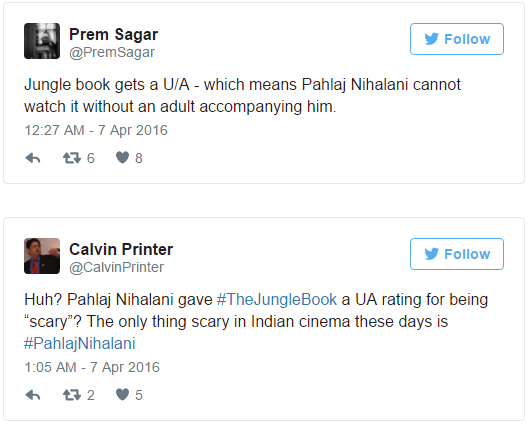 Prem Sagar
@PremSagar
Follow
Jungle book gets a U/A - which means Pahlaj Nihalani cannot
watch it without an adult accompanying him.
12:27 AM - 7 Apr 2016
6 8
Calvin Printer
@CalvinPrinter
Follow
Huh? Pahlaj Nihalani gave #TheJungleBook a UA rating for being
“scary”? The only thing scary in Indian cinema these days is
#PahlajNihalani
1:05 AM - 7 Apr 2016
2 5